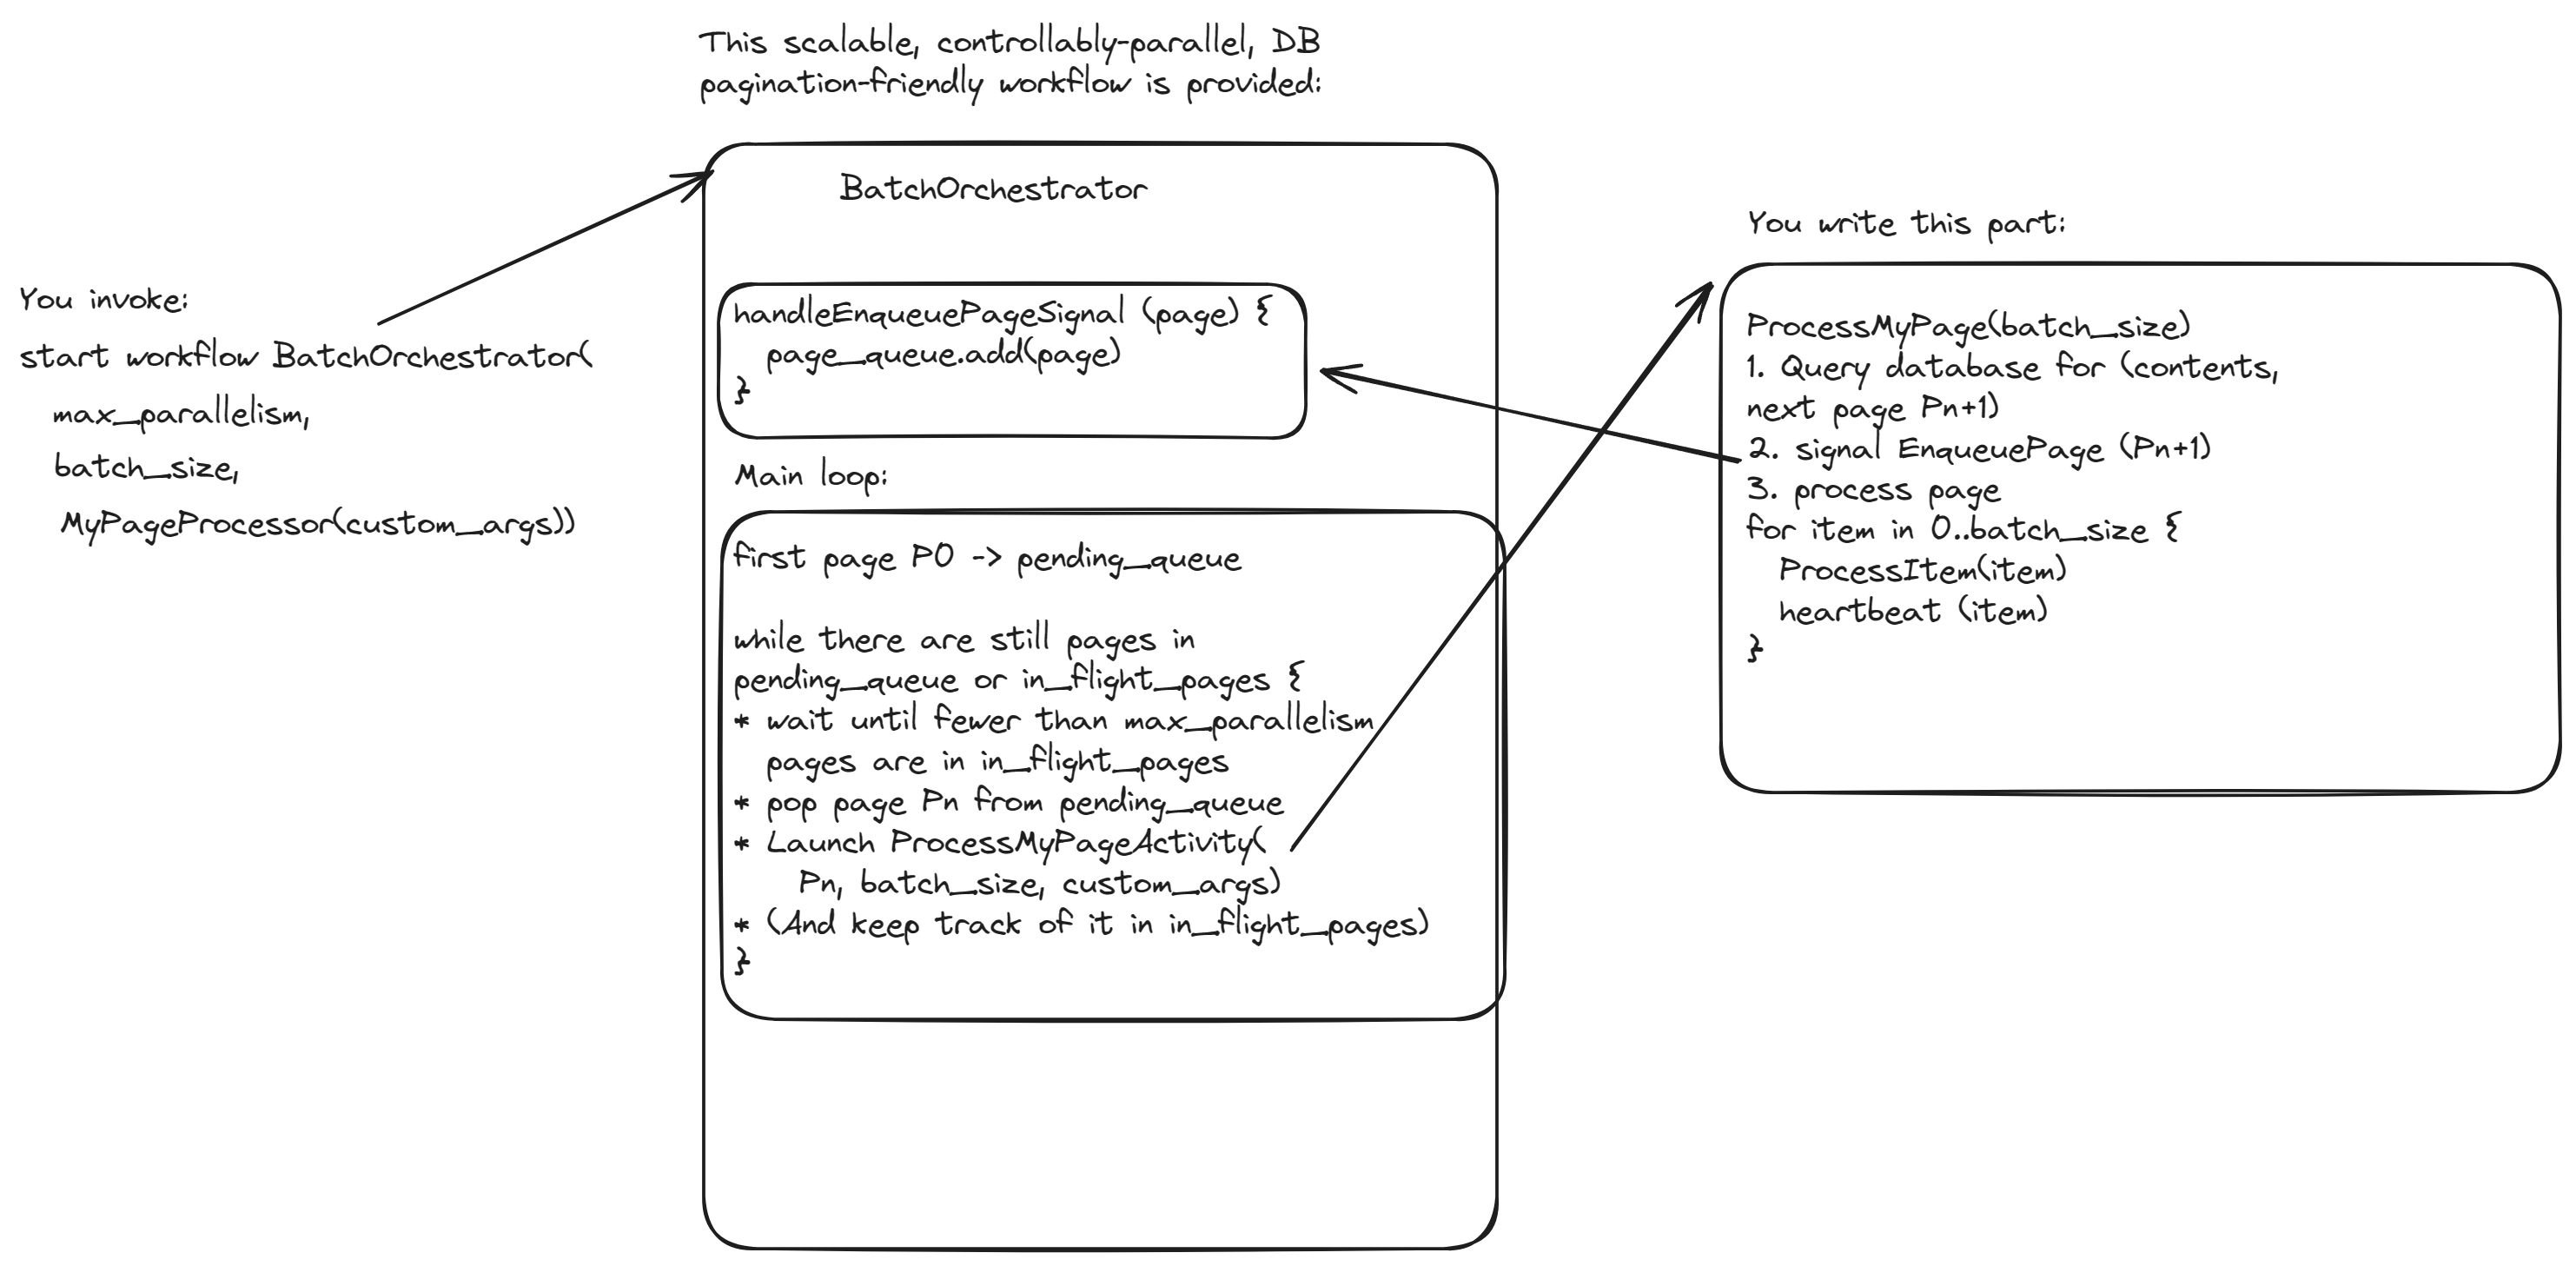 This scalable, controllably-parallel, DB
pagination-friendly workflow is provided:
You invoke:
start workflow BatchOrchestrator(
max_parallelism,
batch_size,
MyPageProcessor(custom_args))
BatchOrchestrator
handleEnqueuePageSignal (page) {
page_queue.add(page)
}
Main loop:
first page P0 -> pending_queue
while there are still pages in
pending_queue or in_flight_pages {
* wait until fewer than max_parallelism
pages are in in_flight_pages
* pop page Pn from pending_queue
* Launch ProcessMyPageActivity(
Pn, batch_size, custom_args)
* (And keep track of it in in_flight_pages)
}
You write this part:
ProcessMyPage(batch_size)
1. Query database for (contents,
next page Pn+1)
2. signal EnqueuePage (Pn+1)
3. process page
for item in 0..batch_size {
ProcessItem(item)
heartbeat (item)
}